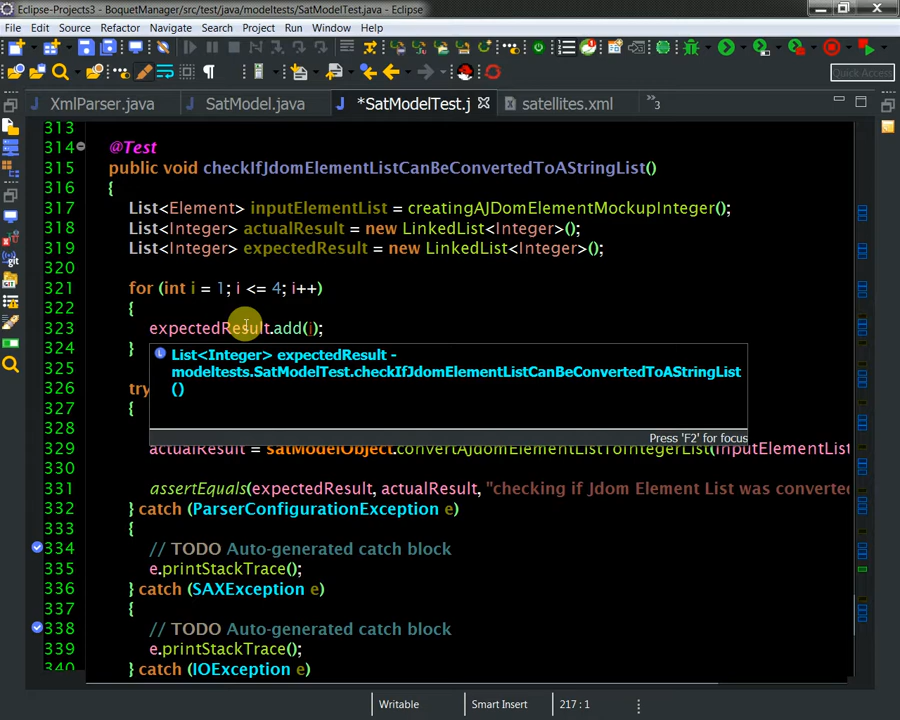 Eclipse-Projects3 - BoquetManager/src/test/java/modeltests/SatModelTest.java - Eclipse
File Edit Source Refactor Navigate Search Project Run Window Help
Quick Access
XmlParser.java SatModel.java *SatModelTest.j satellites.xml »3
313
314 @Test
315 public void checkIfJdomElementListCanBeConvertedToAStringList()
316 {
317 List<Element> inputElementList = creatingAJDomElementMockupInteger();
318 List<Integer> actualResult = new LinkedList<Integer>();
319 List<Integer> expectedResult = new LinkedList<Integer>();
320
321 for (int i = 1; i <= 4; i++)
322 {
323 expectedResult.add(i);
324 }
325 List<Integer> expectedResult -
modeltests.SatModelTest.checkIfJdomElementListCanBeConvertedToAStringList
()
326 try
327 {
328
Press 'F2' for focus
329 actualResult = satModelObject.convertAJdomElementListToIntegerList(inputElementList
330
331 assertEquals(expectedResult, actualResult, "checking if Jdom Element List was converted
332 } catch (ParserConfigurationException e)
333 {
334 // TODO Auto-generated catch block
335 e.printStackTrace();
336 } catch (SAXException e)
337 {
338 // TODO Auto-generated catch block
339 e.printStackTrace();
340 } catch (IOException e)
Writable Smart Insert 217 : 1